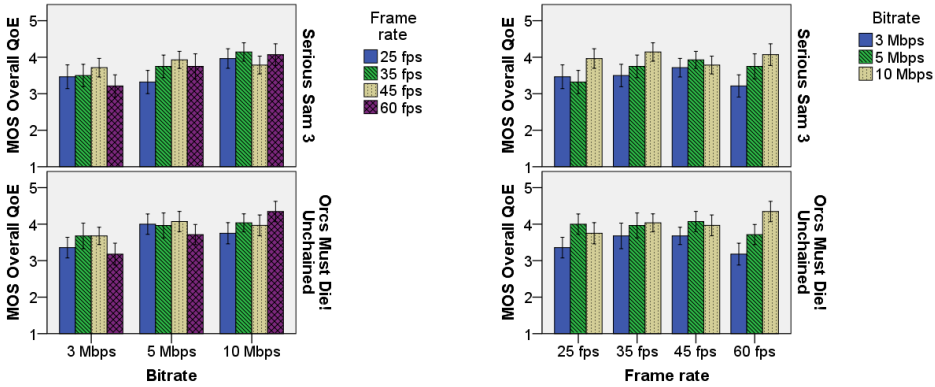 MOS Overall QoE
5
4
3
2
1
Serious Sam 3
MOS Overall QoE
5
4
3
2
1
Orcs Must Die!
Unchained
3 Mbps 5 Mbps 10 Mbps
Bitrate
Frame
rate
25 fps
35 fps
45 fps
60 fps
MOS Overall QoE
5
4
3
2
1
Serious Sam 3
MOS Overall QoE
5
4
3
2
1
Orcs Must Die!
Unchained
25 fps 35 fps 45 fps 60 fps
Frame rate
Bitrate
3 Mbps
5 Mbps
10 Mbps